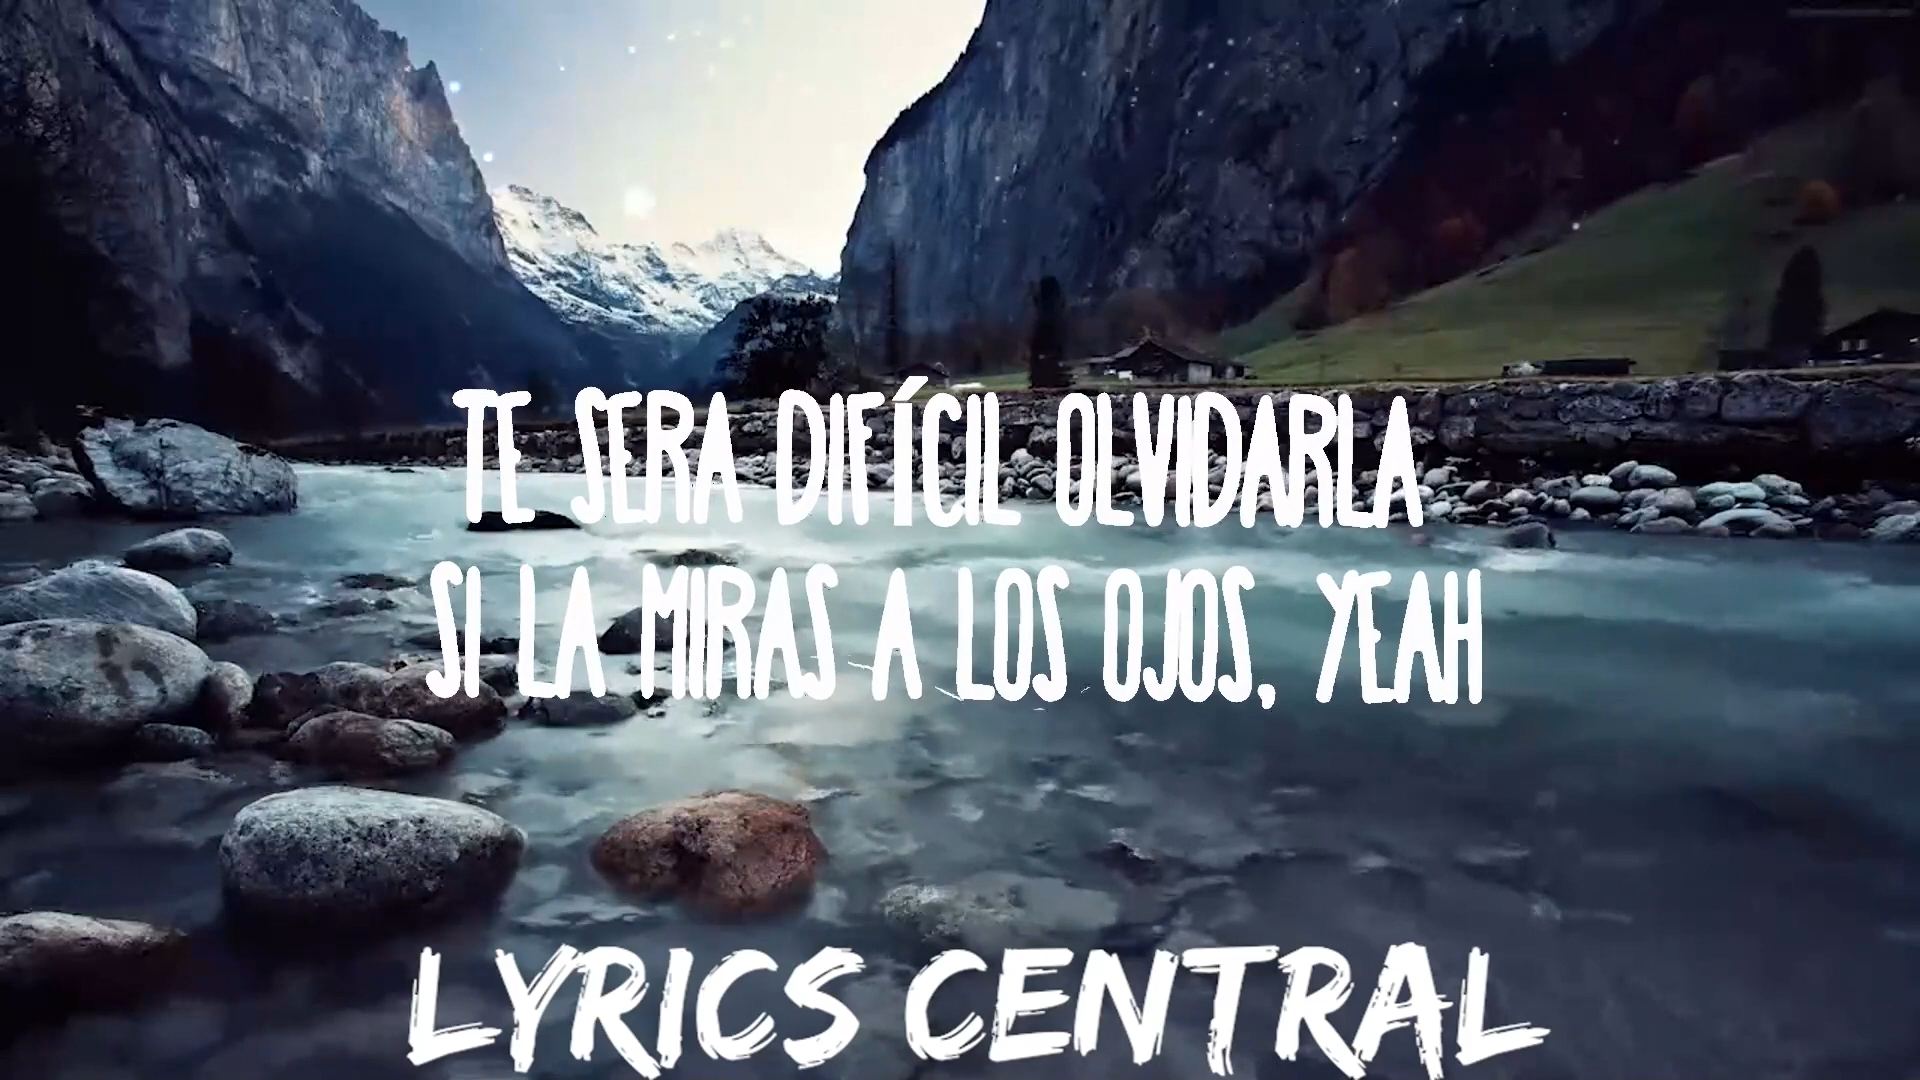 TE SERA DIFÍCIL OLVIDARLA
SI LA MIRAS A LOS OJOS, YEAH
LYRICS CENTRAL